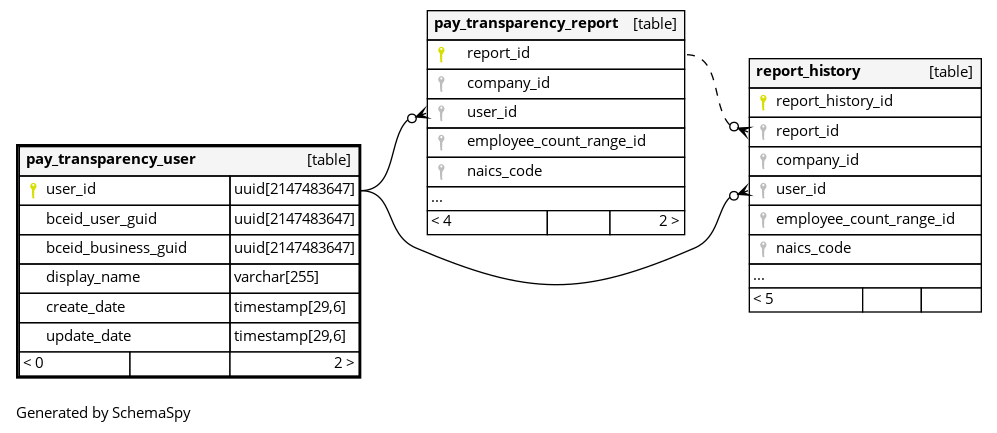 pay_transparency_report [table]
report_id
company_id
user_id
employee_count_range_id
naics_code
...
< 4 2 >
report_history [table]
report_history_id
report_id
company_id
user_id
employee_count_range_id
naics_code
...
< 5
pay_transparency_user [table]
user_id uuid[2147483647]
bceid_user_guid uuid[2147483647]
bceid_business_guid uuid[2147483647]
display_name varchar[255]
create_date timestamp[29,6]
update_date timestamp[29,6]
< 0 2 >
Generated by SchemaSpy